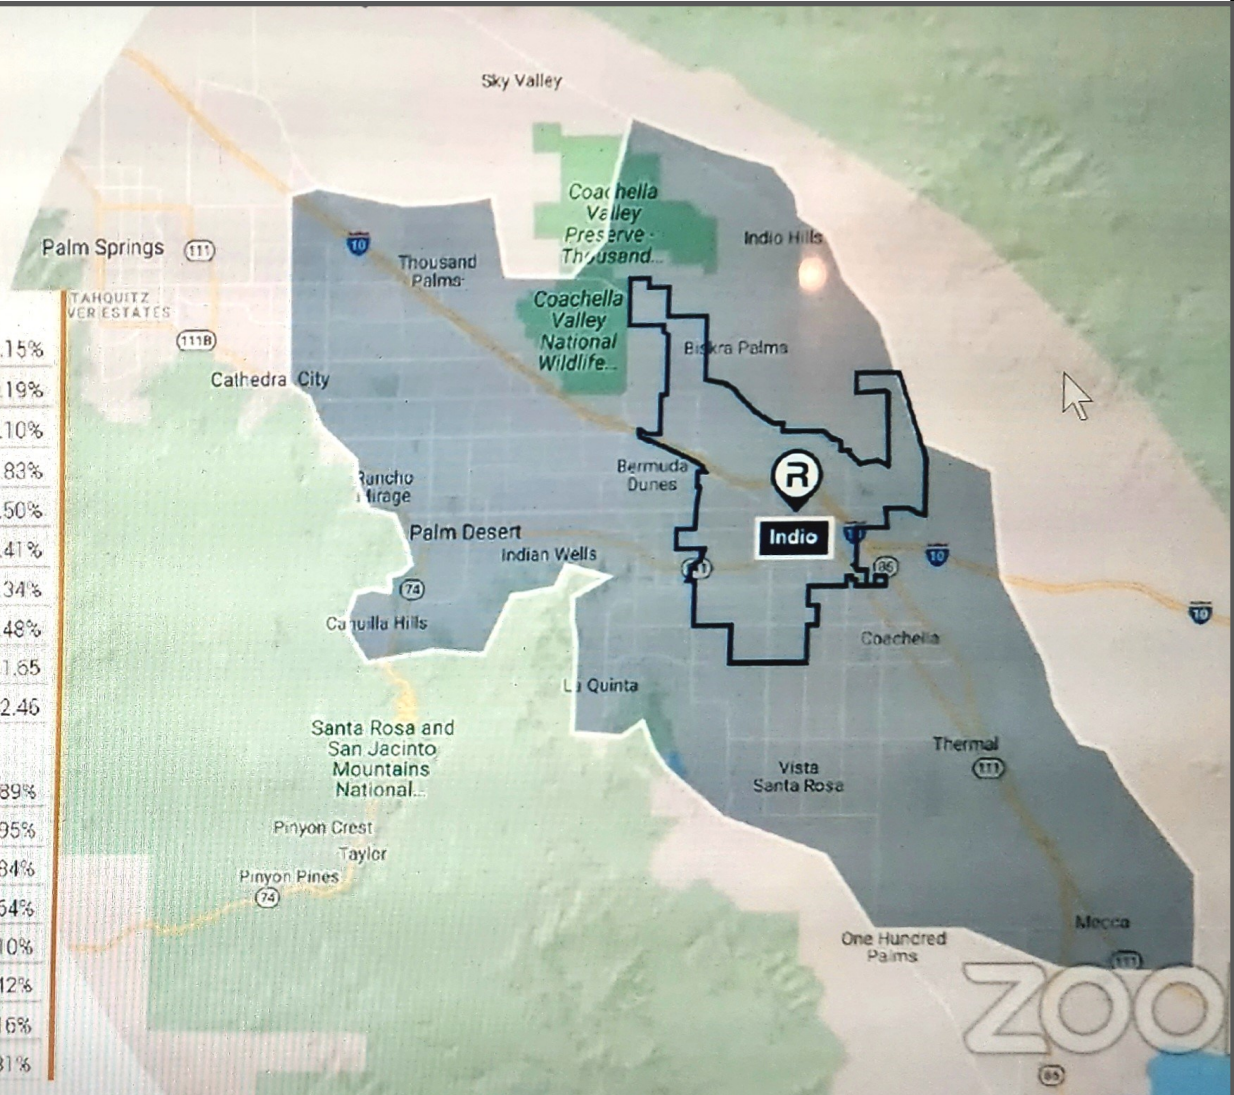 Sky Valley
Coachella
Valley
Preserve -
Thousand...
Palm Springs
111
10
Indio Hills
Thousand
Palms
TAHQUITZ
VER ESTATES
Coachella
Valley
National
Wildlife...
111B
Biskra Palms
.15%
Cathedral City
.19%
.10%
.83%
Bermuda
Dunes
R
Rancho
Mirage
.50%
Palm Desert
Indio
10
.41%
Indian Wells
10
86
.34%
74
10
.48%
Cahuilla Hills
Coachella
1.65
La Quinta
2.46
Santa Rosa and
San Jacinto
Mountains
National...
Thermal
111
Vista
Santa Rosa
89%
95%
Pinyon Crest
Taylor
84%
Pinyon Pines
74
54%
10%
Mecca
One Hundred
Palms
111
12%
ZOO
16%
31%
86